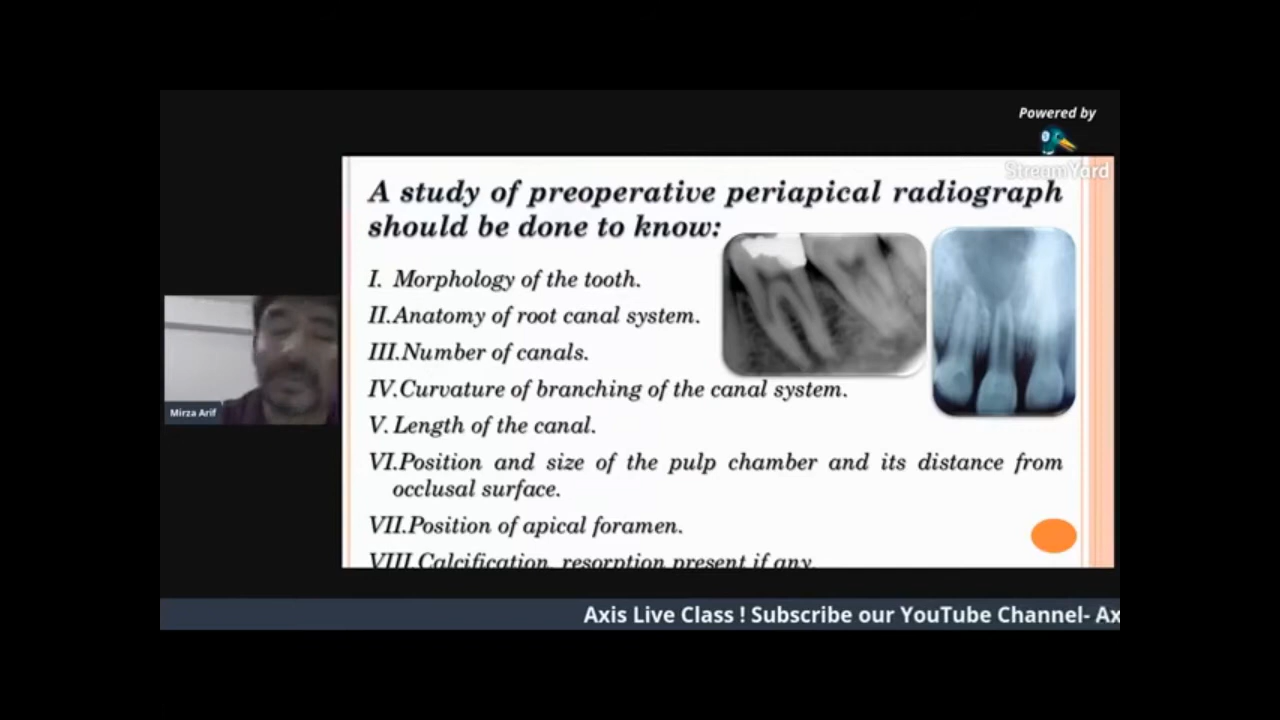 Powered by
StreamYard
A study of preoperative periapical radiograph
should be done to know:
I. Morphology of the tooth.
II.Anatomy of root canal system.
III.Number of canals.
IV.Curvature of branching of the canal system.
V. Length of the canal.
VI.Position and size of the pulp chamber and its distance from
occlusal surface.
VII.Position of apical foramen.
VIII.Calcification, resorption present if any.
Mirza Arif
Axis Live Class ! Subscribe our YouTube Channel- Ax